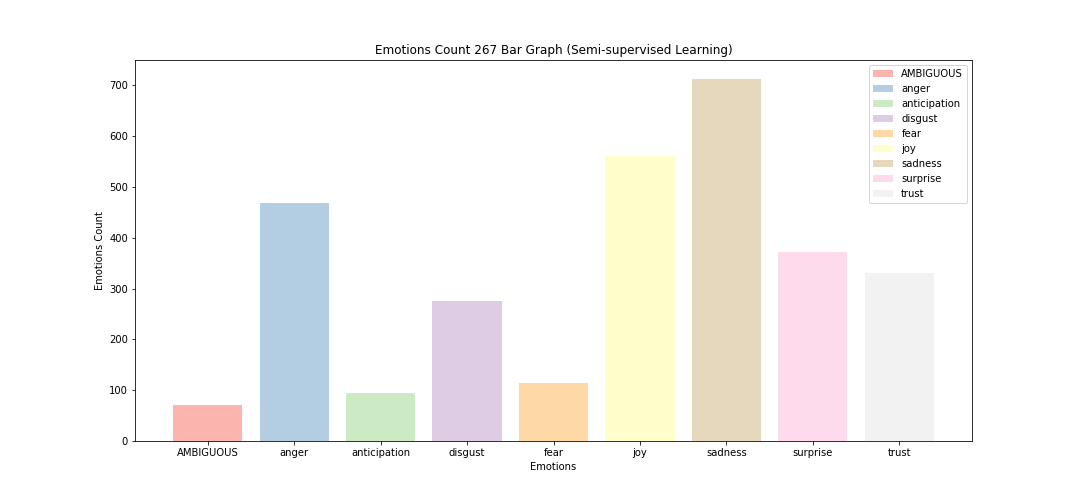 Emotions Count 267 Bar Graph (Semi-supervised Learning)
AMBIGUOUS
anger
anticipation
disgust
fear
joy
sadness
surprise
trust
Emotions Count
700
600
500
400
300
200
100
0
AMBIGUOUS anger anticipation disgust fear joy sadness surprise trust
Emotions